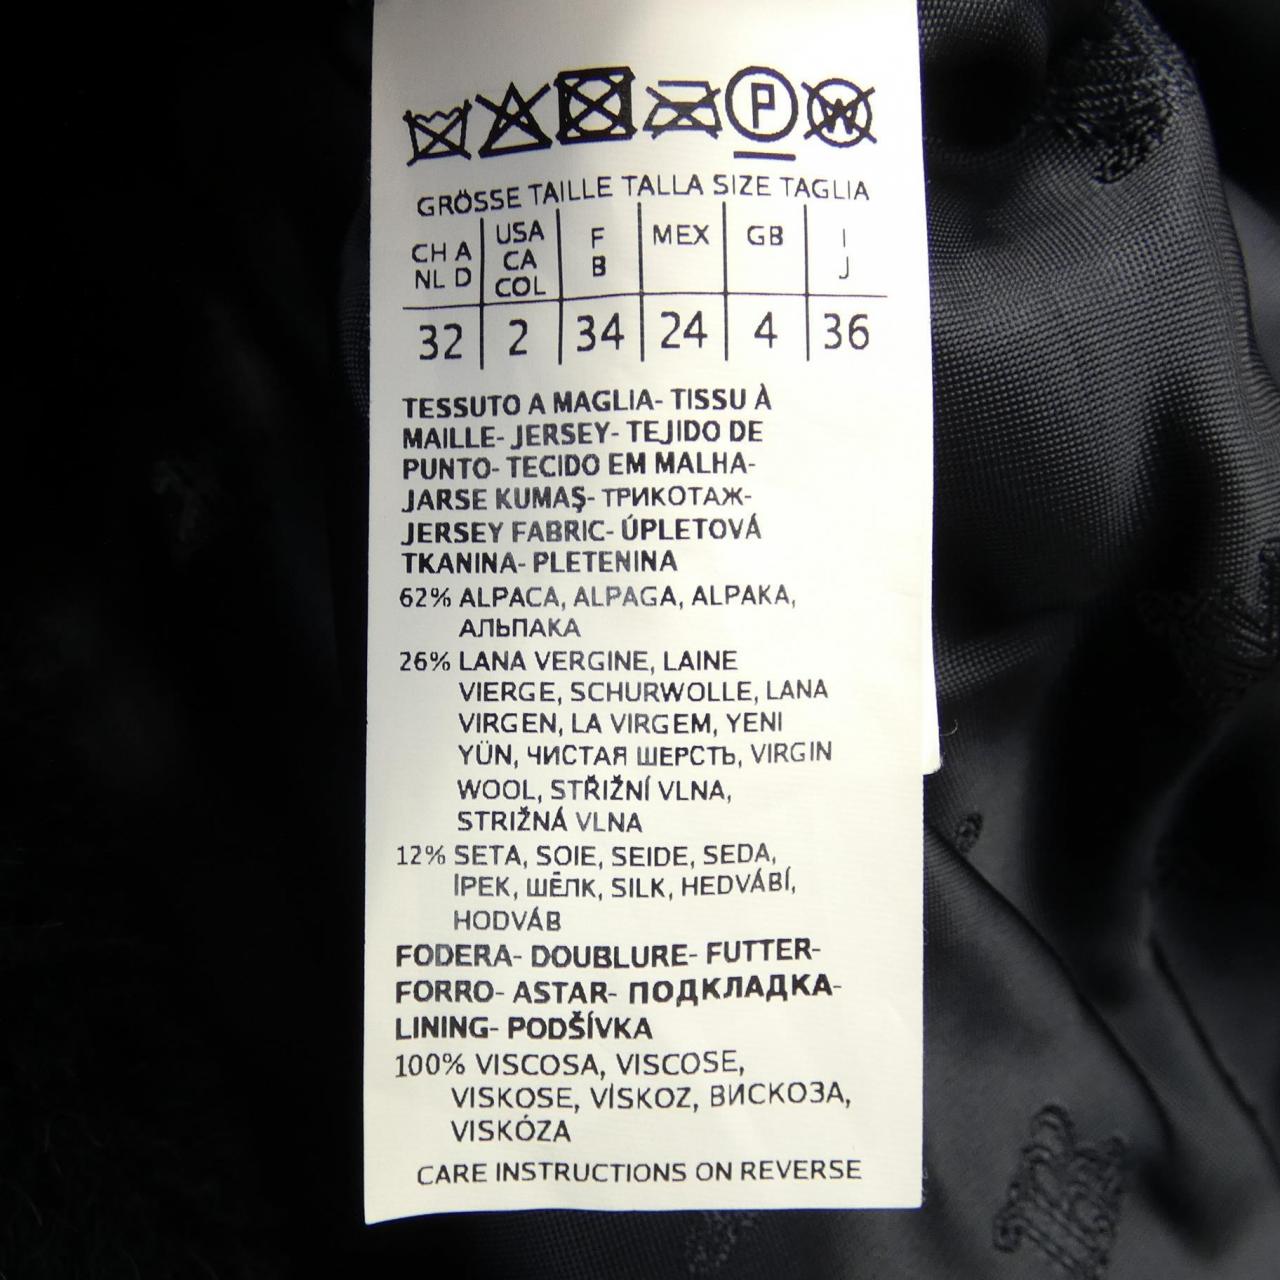 P
W
GRÖSSE TAILLE TALLA SIZE TAGLIA
CH A NL D
USA CA COL
F B
MEX
GB
I J
32 2 34 24 4 36
TESSUTO A MAGLIA- TISSU À
MAILLE- JERSEY- TEJIDO DE
PUNTO- TECIDO EM MALHA-
JARSE KUMAŞ- ТРИКОТАЖ-
JERSEY FABRIC- ÚPLETOVÁ
TKANINA- PLETENINA
62% ALPACA, ALPAGA, ALPAKA,
АЛЬПАКА
26% LANA VERGINE, LAINE
VIERGE, SCHURWOLLE, LANA
VIRGEN, LA VIRGEM, YENI
YÜN, ЧИСТАЯ ШЕРСТЬ, VIRGIN
WOOL, STŘIŽNÍ VLNA,
STRIŽNÁ VLNA
12% SETA, SOIE, SEIDE, SEDA,
İPEK, ШЁЛК, SILK, HEDVÁBÍ,
HODVÁB
FODERA- DOUBLURE- FUTTER-
FORRO- ASTAR- ПОДКЛАДКА-
LINING- PODŠÍVKA
100% VISCOSA, VISCOSE,
VISKOSE, VİSKOZ, ВИСКОЗА,
VISKÓZA
CARE INSTRUCTIONS ON REVERSE